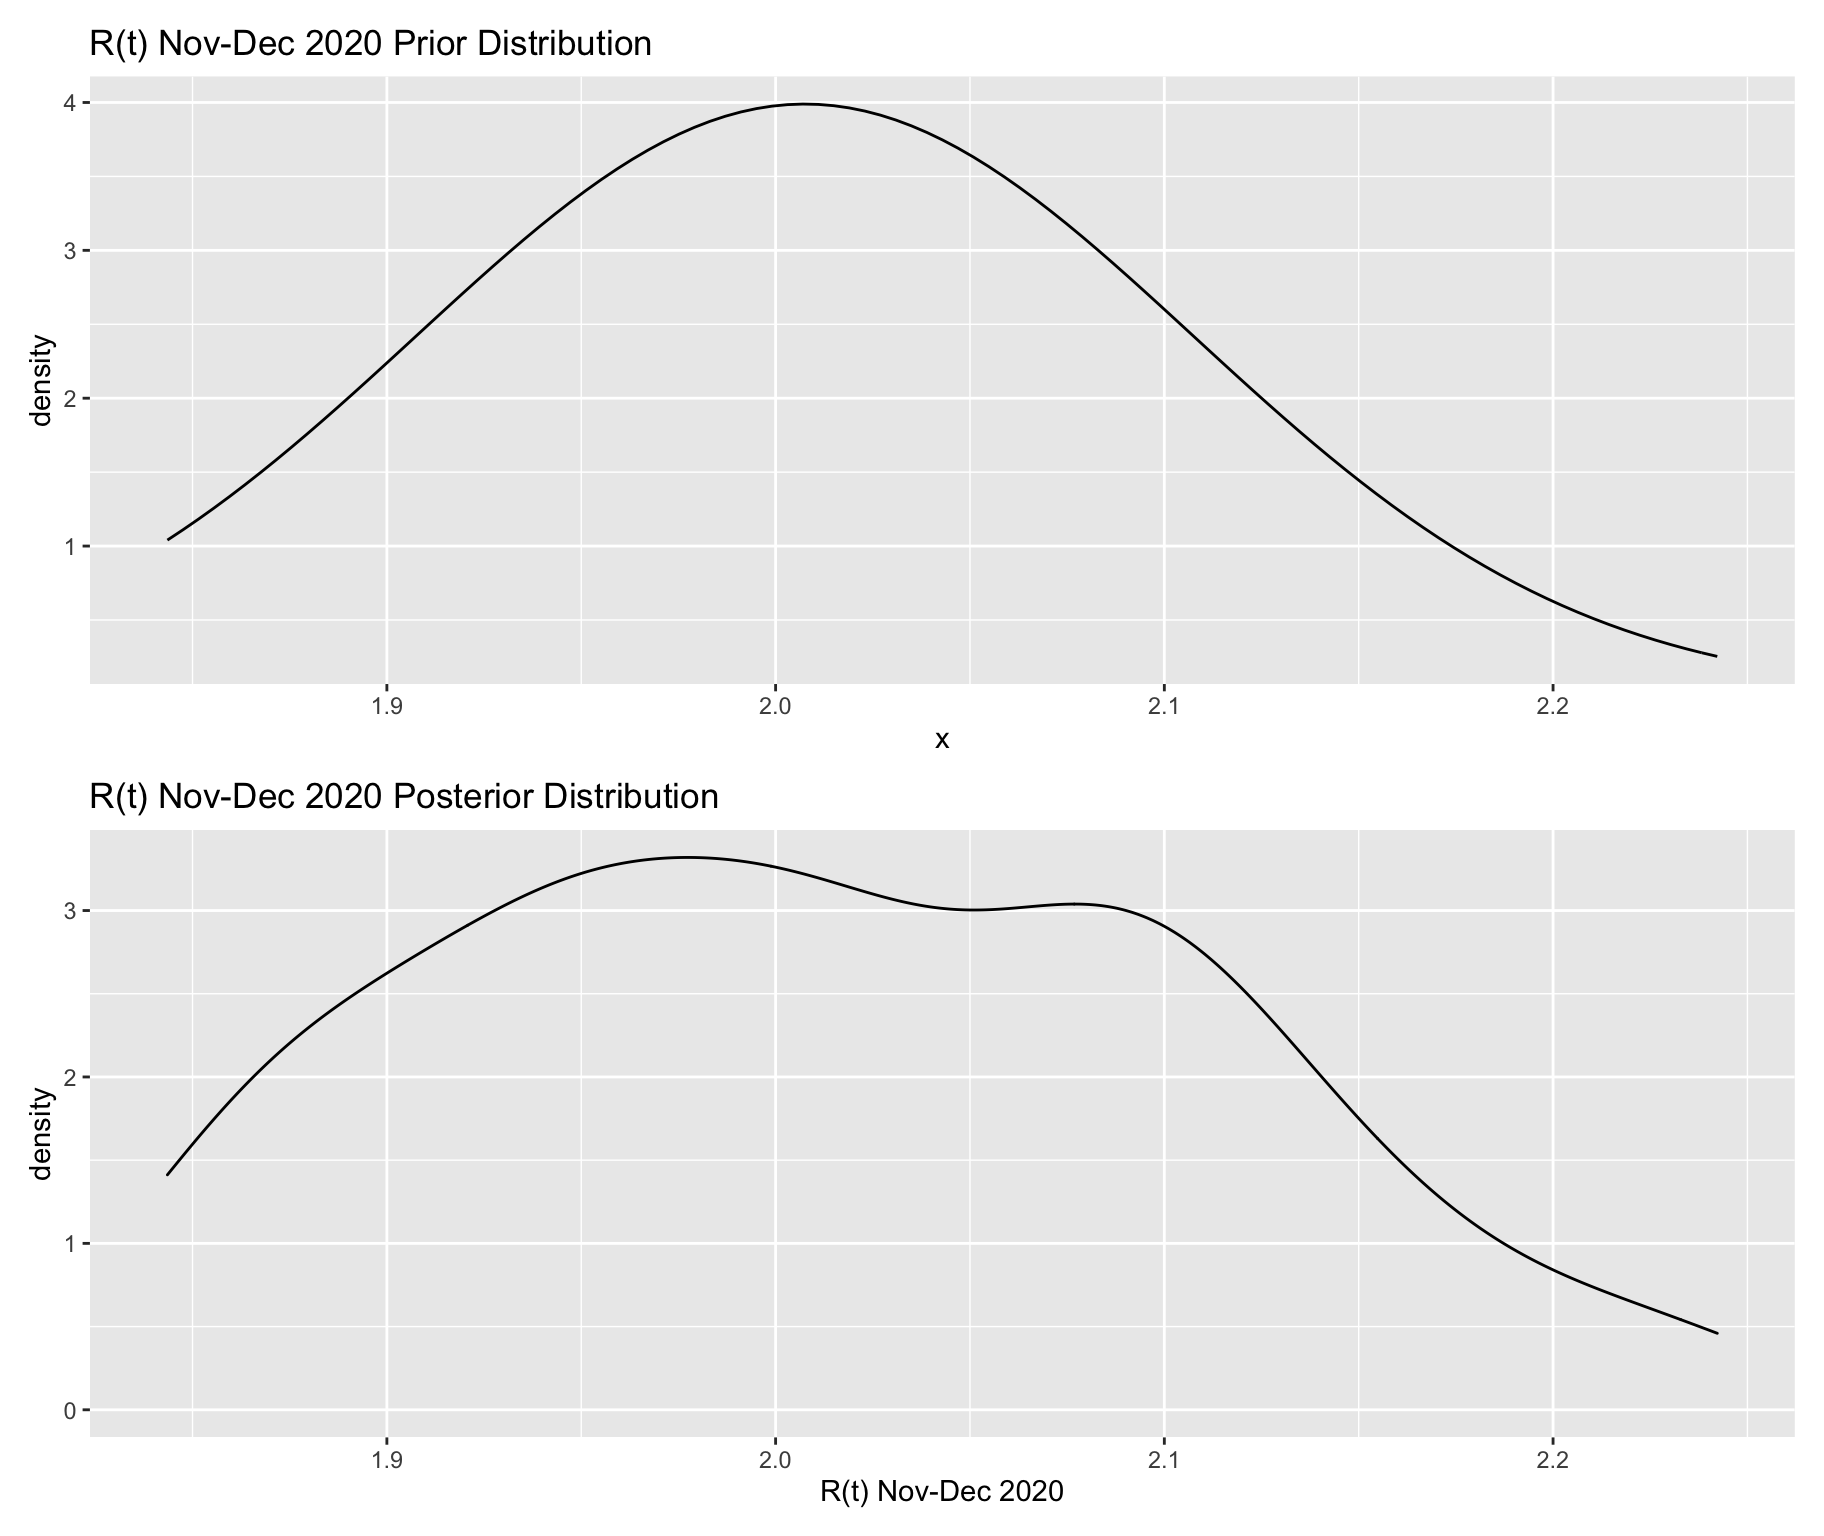 R(t) Nov-Dec 2020 Prior Distribution
4
3
2
1
density
1.9 2.0 2.1 2.2
x
R(t) Nov-Dec 2020 Posterior Distribution
3
2
1
0
density
1.9 2.0 2.1 2.2
R(t) Nov-Dec 2020